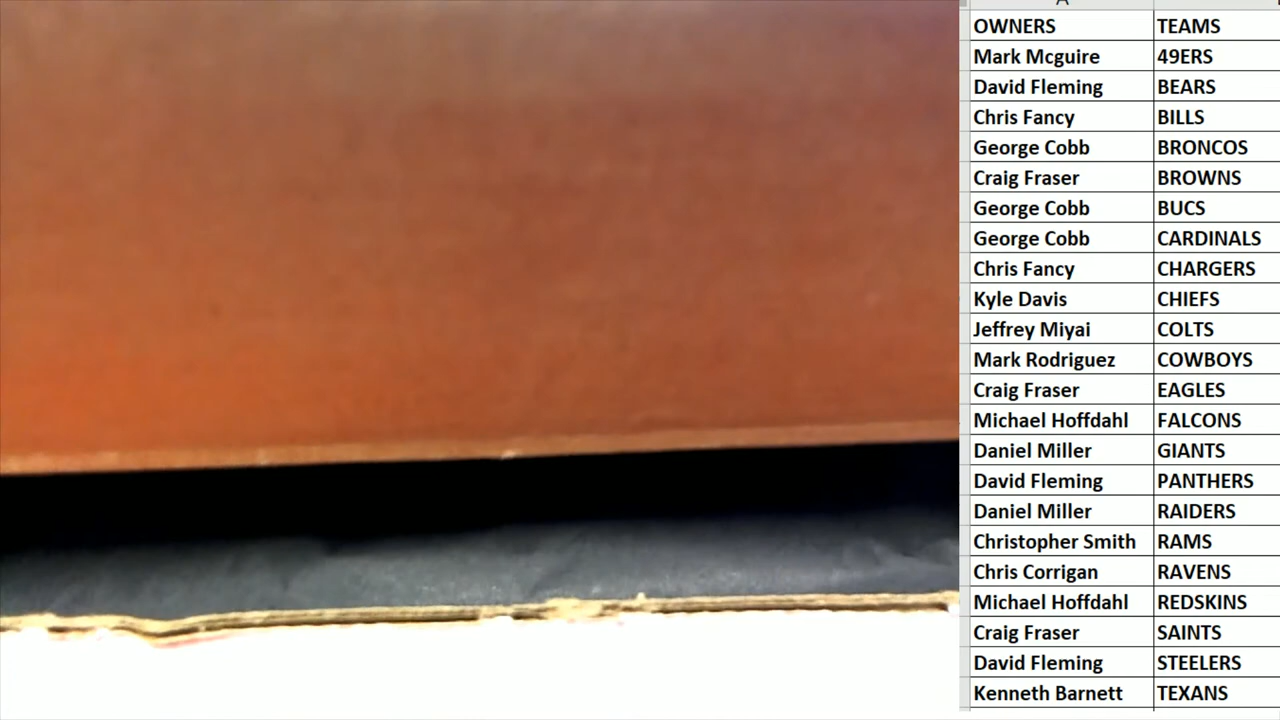 OWNERS TEAMS
Mark Mcguire 49ERS
David Fleming BEARS
Chris Fancy BILLS
George Cobb BRONCOS
Craig Fraser BROWNS
George Cobb BUCS
George Cobb CARDINALS
Chris Fancy CHARGERS
Kyle Davis CHIEFS
Jeffrey Miyai COLTS
Mark Rodriguez COWBOYS
Craig Fraser EAGLES
Michael Hoffdahl FALCONS
Daniel Miller GIANTS
David Fleming PANTHERS
Daniel Miller RAIDERS
Christopher Smith RAMS
Chris Corrigan RAVENS
Michael Hoffdahl REDSKINS
Craig Fraser SAINTS
David Fleming STEELERS
Kenneth Barnett TEXANS